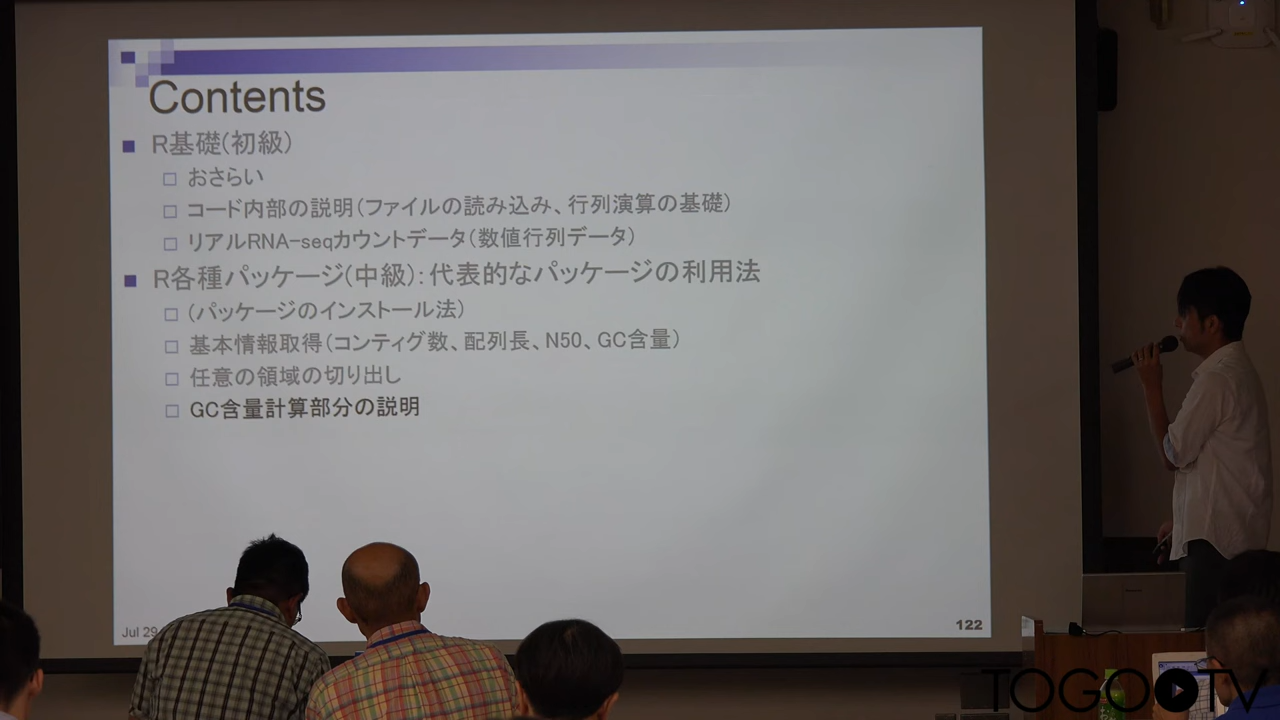 Contents
R基礎(初級)
おさらい
コード内部の説明(ファイルの読み込み、行列演算の基礎)
リアルRNA-seqカウントデータ(数値行列データ)
R各種パッケージ(中級):代表的なパッケージの利用法
(パッケージのインストール法)
基本情報取得(コンティグ数、配列長、N50、GC含量)
任意の領域の切り出し
GC含量計算部分の説明
Jul 29
122
TOGOTV